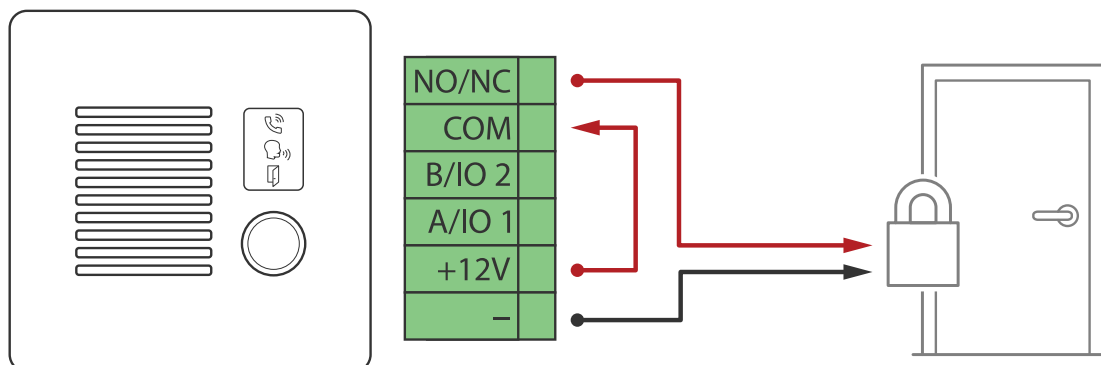 NO/NC
COM
B/IO 2
A/IO 1
+12V
–